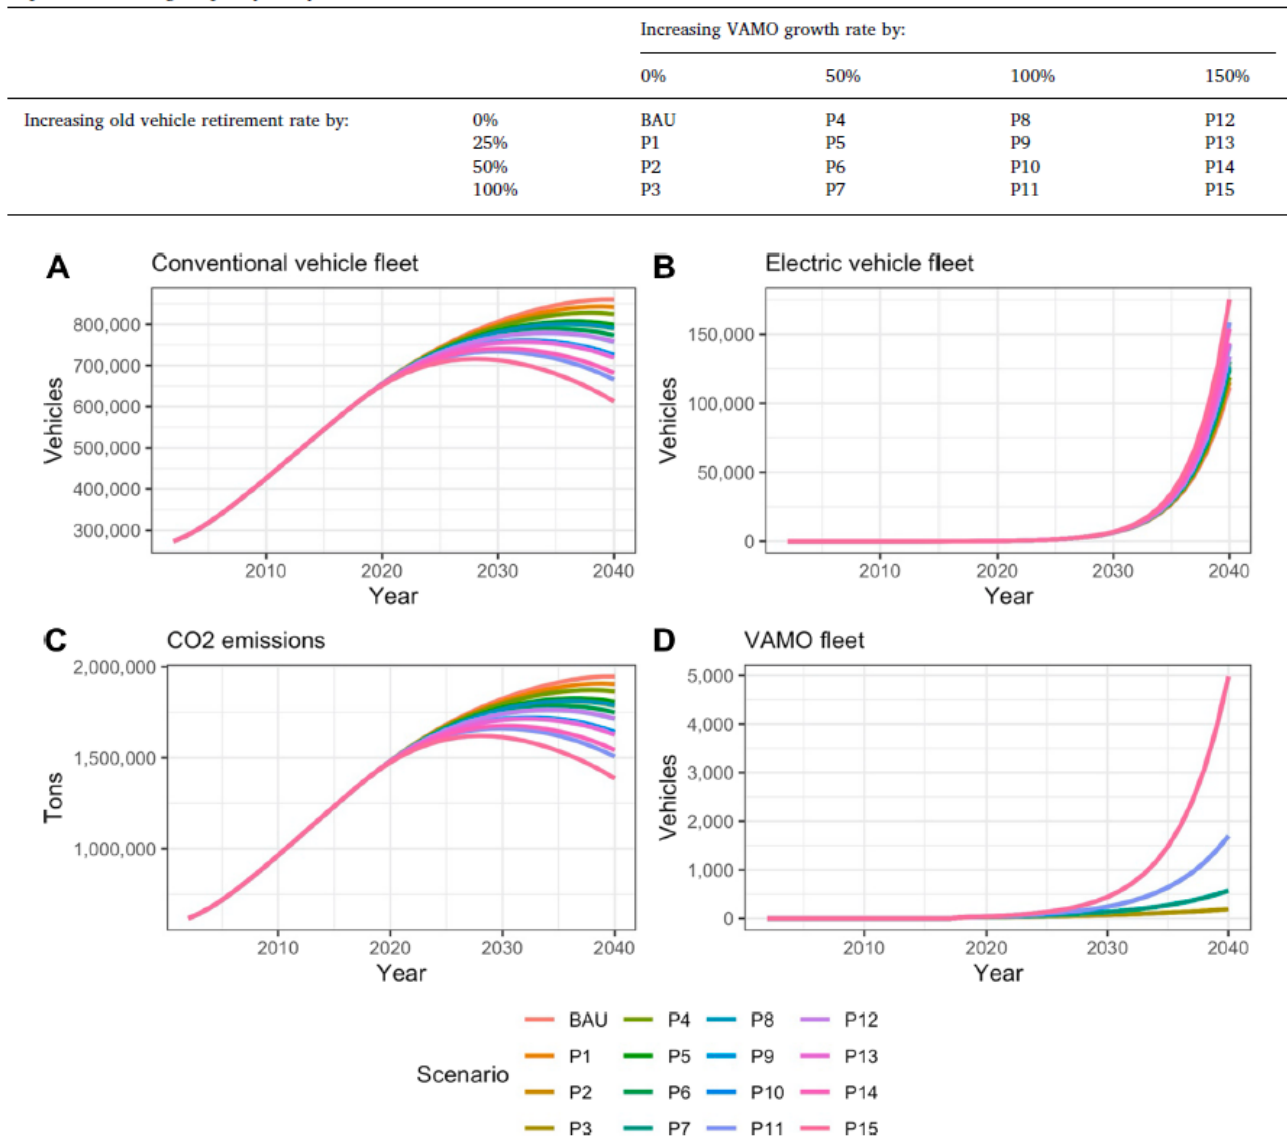 Increasing VAMO growth rate by:
0% 50% 100% 150%
Increasing old vehicle retirement rate by: 0% BAU P4 P8 P12
25% P1 P5 P9 P13
50% P2 P6 P10 P14
100% P3 P7 P11 P15
A Conventional vehicle fleet
800,000
700,000
600,000
500,000
400,000
300,000
Vehicles
2010 2020 2030 2040
Year
B Electric vehicle fleet
150,000
100,000
50,000
0
Vehicles
2010 2020 2030 2040
Year
C CO2 emissions
2,000,000
1,500,000
1,000,000
Tons
2010 2020 2030 2040
Year
D VAMO fleet
5,000
4,000
3,000
2,000
1,000
0
Vehicles
2010 2020 2030 2040
Year
Scenario
BAU P4 P8 P12
P1 P5 P9 P13
P2 P6 P10 P14
P3 P7 P11 P15